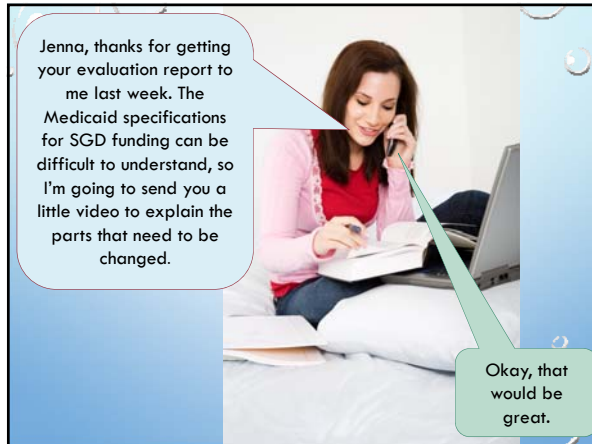 Jenna, thanks for getting
your evaluation report to
me last week. The
Medicaid specifications
for SGD funding can be
difficult to understand, so
I'm going to send you a
little video to explain the
parts that need to be
changed.
Okay, that
would be
great.